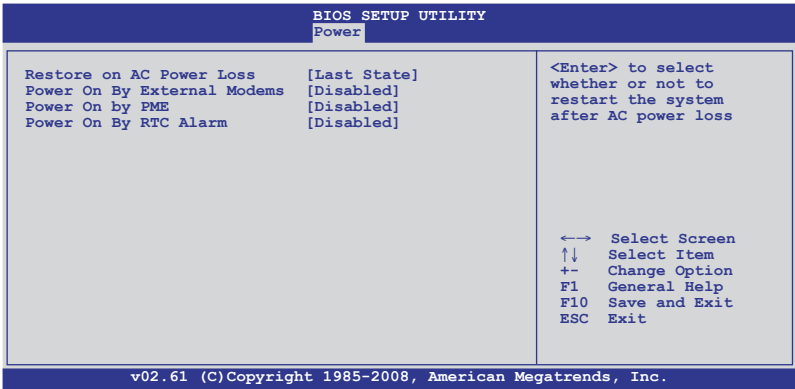 BIOS SETUP UTILITY
Power
Restore on AC Power Loss [Last State]
Power On By External Modems [Disabled]
Power On by PME [Disabled]
Power On By RTC Alarm [Disabled]
<Enter> to select
whether or not to
restart the system
after AC power loss
←→ Select Screen
↑↓ Select Item
+- Change Option
F1 General Help
F10 Save and Exit
ESC Exit
v02.61 (C)Copyright 1985-2008, American Megatrends, Inc.